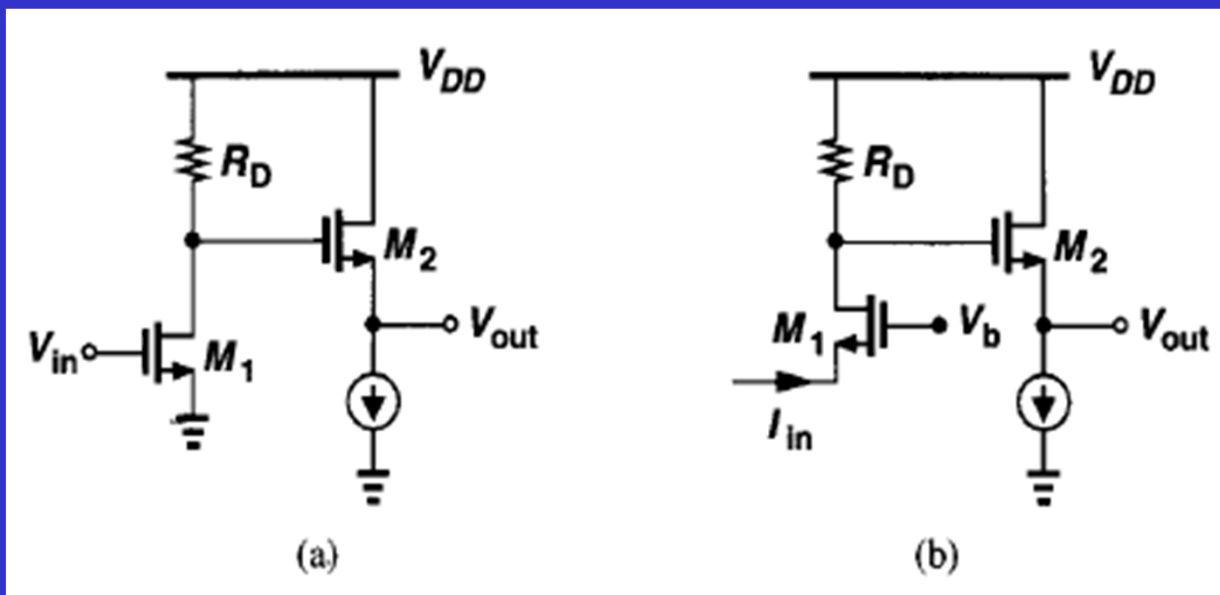 V_DD
R_D
M_2
V_in
M_1
V_out
(a)
V_DD
R_D
M_2
M_1
V_b
V_out
I_in
(b)